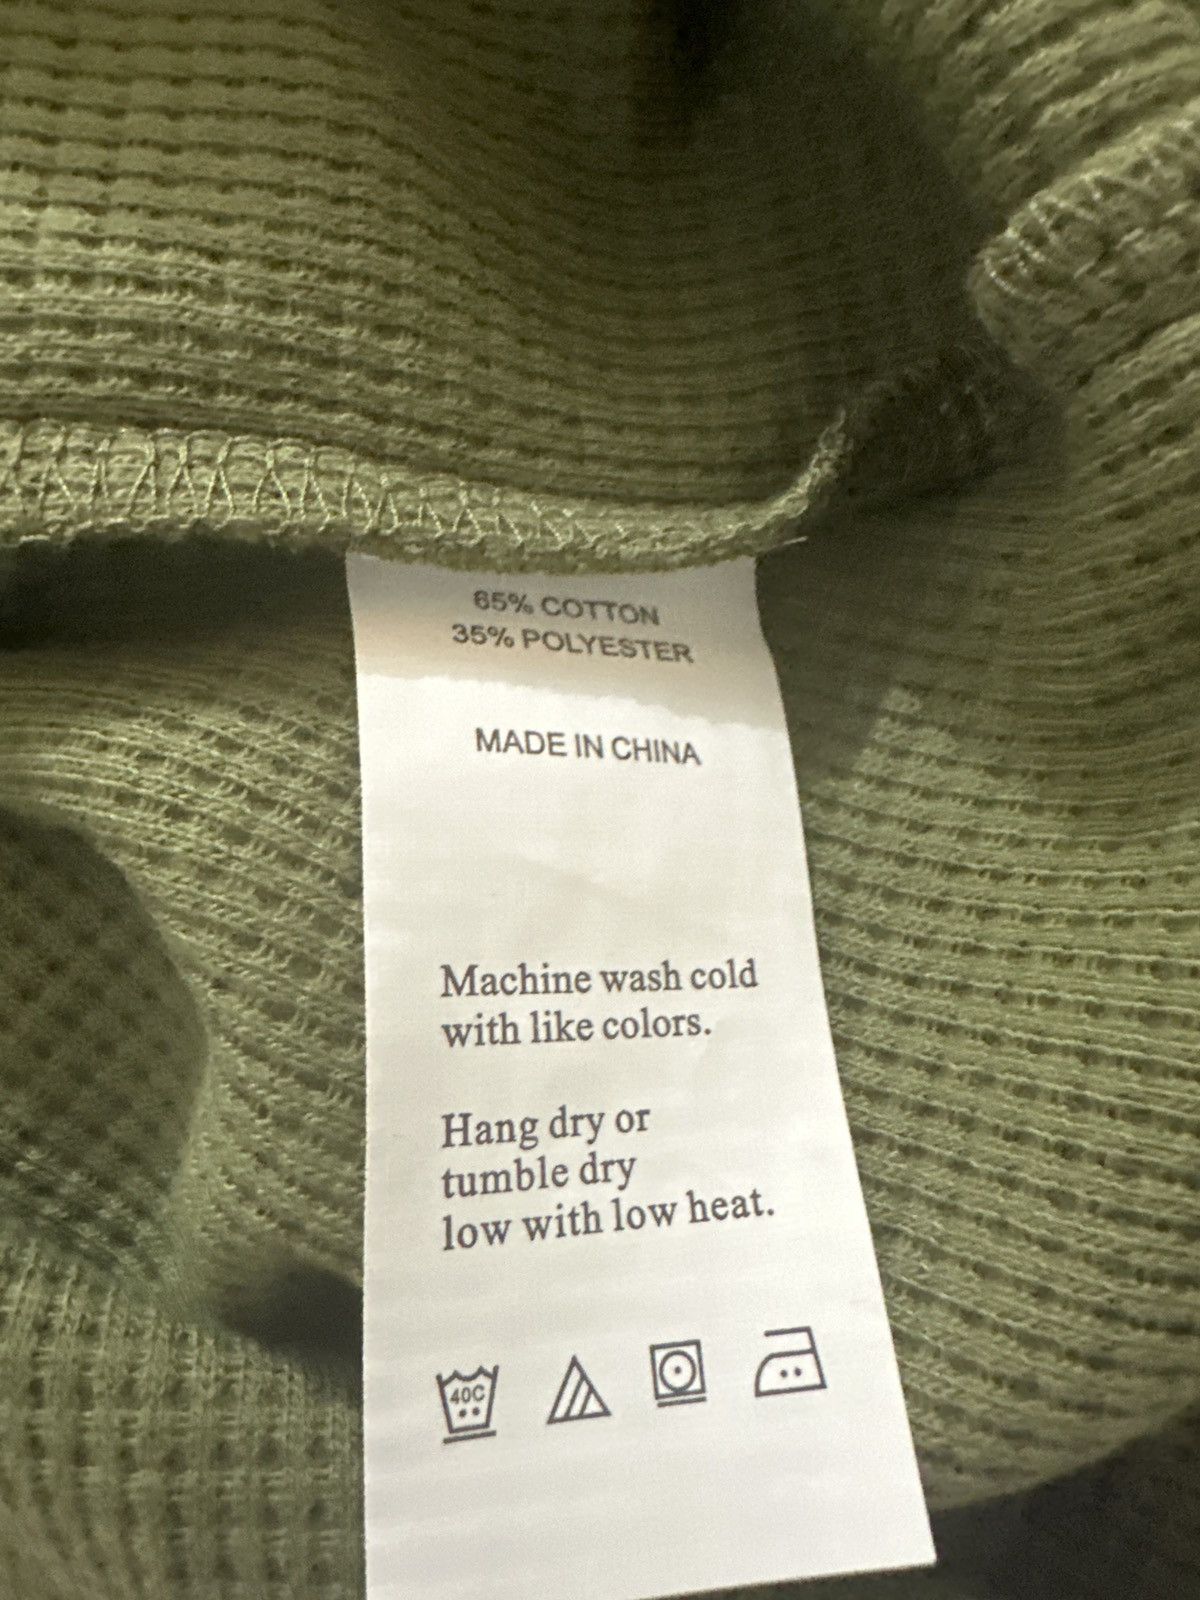 65% COTTON
35% POLYESTER
MADE IN CHINA
Machine wash cold
with like colors.
Hang dry or
tumble dry
low with low heat.
40C